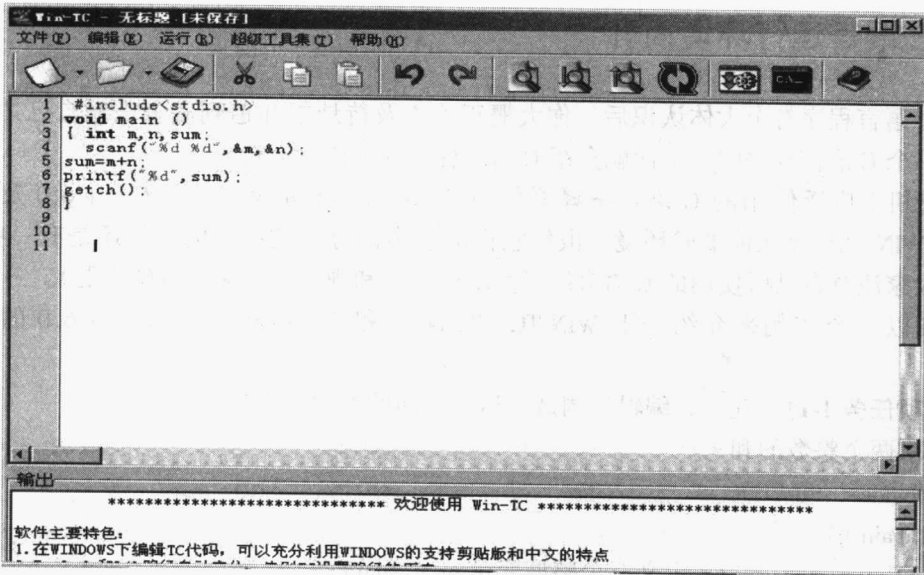 Win-TC - 无标题 [未保存]
文件(F) 编辑(E) 运行(R) 超级工具集(T) 帮助(H)
1 #include<stdio.h>
2 void main ()
3 { int m,n,sum;
4 scanf("%d %d",&m,&n);
5 sum=m+n;
6 printf("%d",sum);
7 getch();
8 }
9
10
11
输出
****************************** 欢迎使用 Win-TC ******************************
软件主要特色:
1.在WINDOWS下编辑TC代码，可以充分利用WINDOWS的支持剪贴版和中文的特点